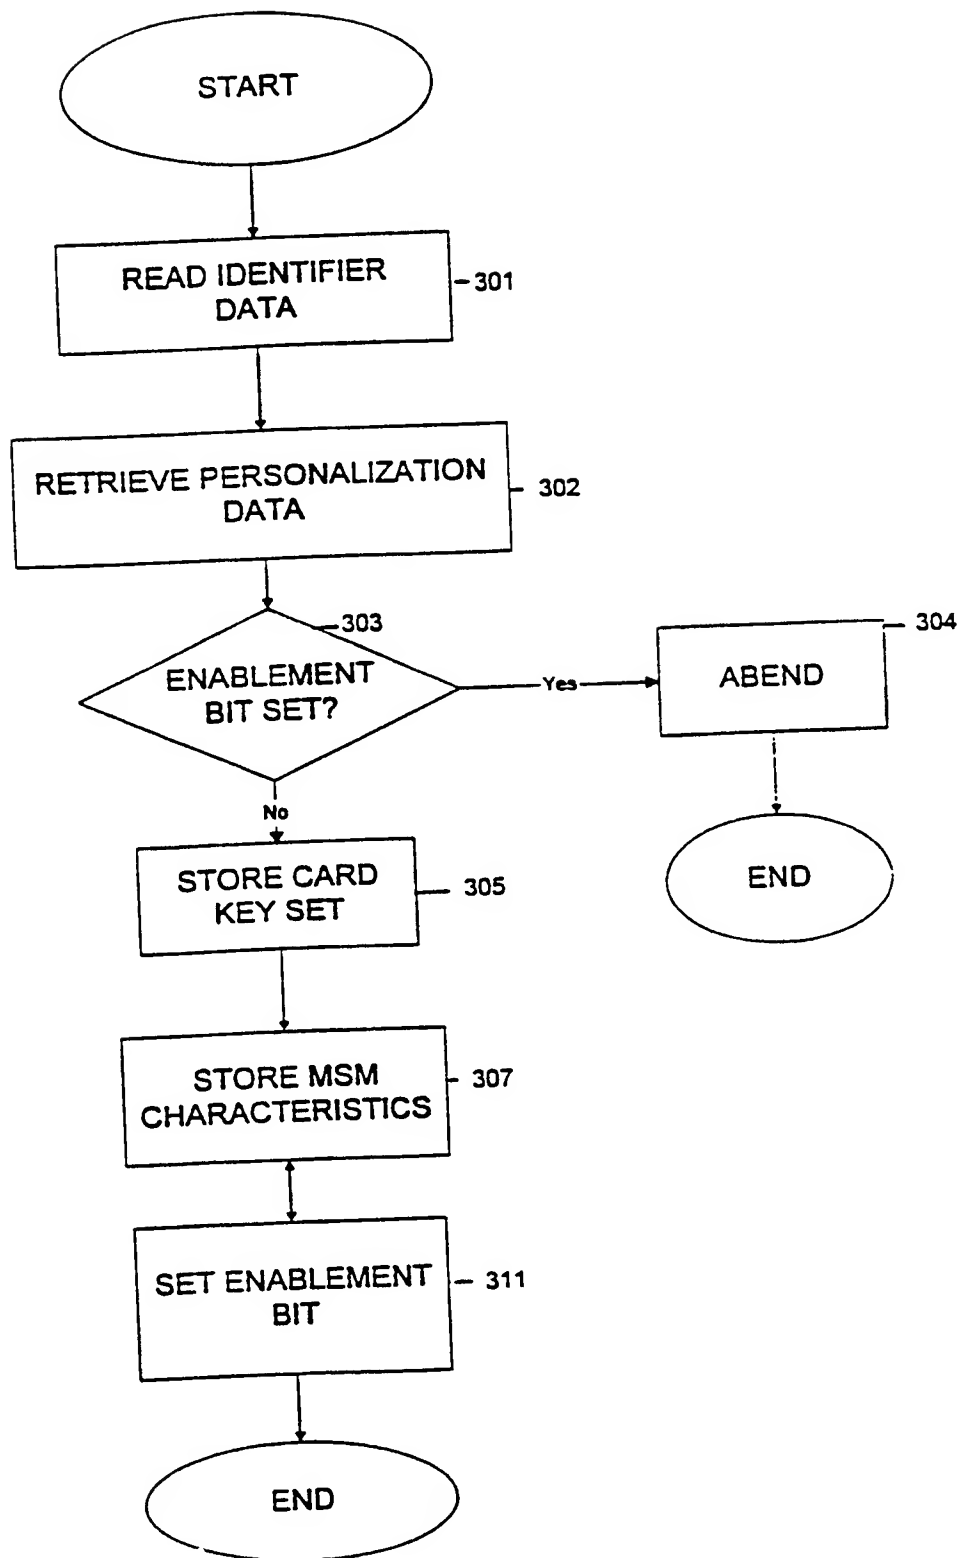 START
READ IDENTIFIER
DATA
301
RETRIEVE PERSONALIZATION
DATA
302
303
ENABLEMENT
BIT SET?
Yes
304
ABEND
END
No
STORE CARD
KEY SET
305
STORE MSM
CHARACTERISTICS
307
SET ENABLEMENT
BIT
311
END